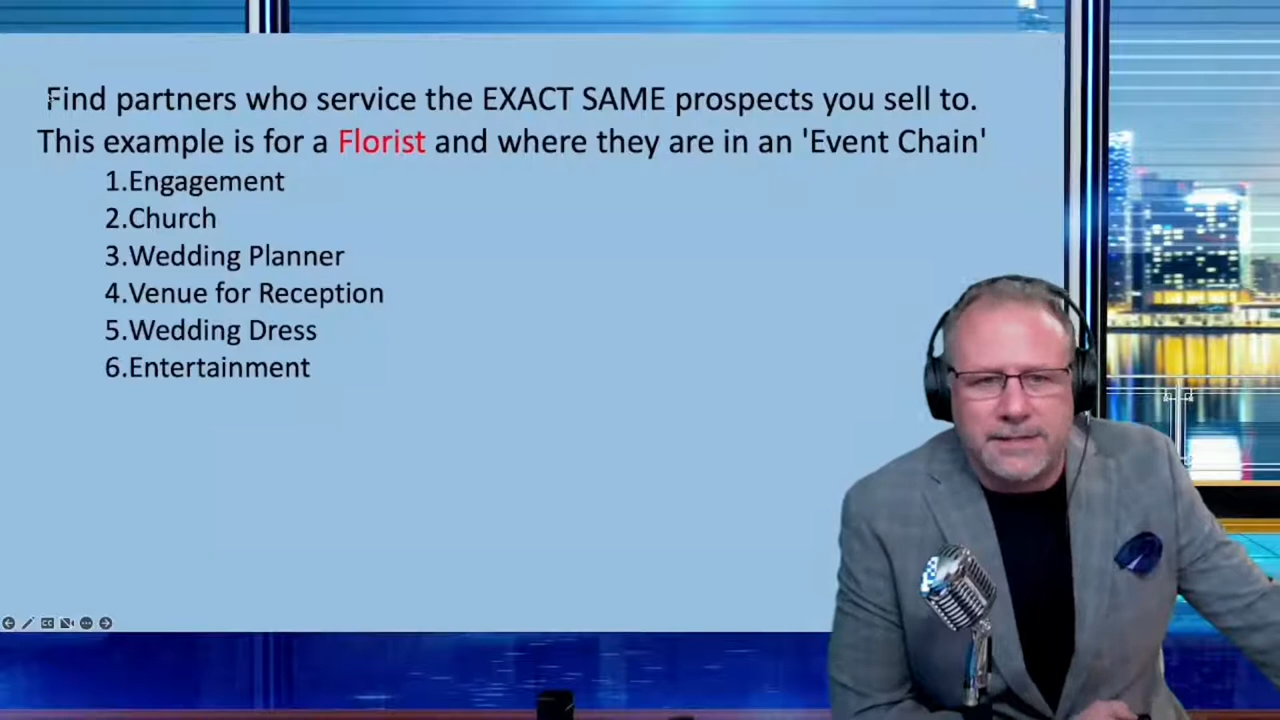 Find partners who service the EXACT SAME prospects you sell to.
This example is for a Florist and where they are in an 'Event Chain'
1.Engagement
2.Church
3.Wedding Planner
4.Venue for Reception
5.Wedding Dress
6.Entertainment